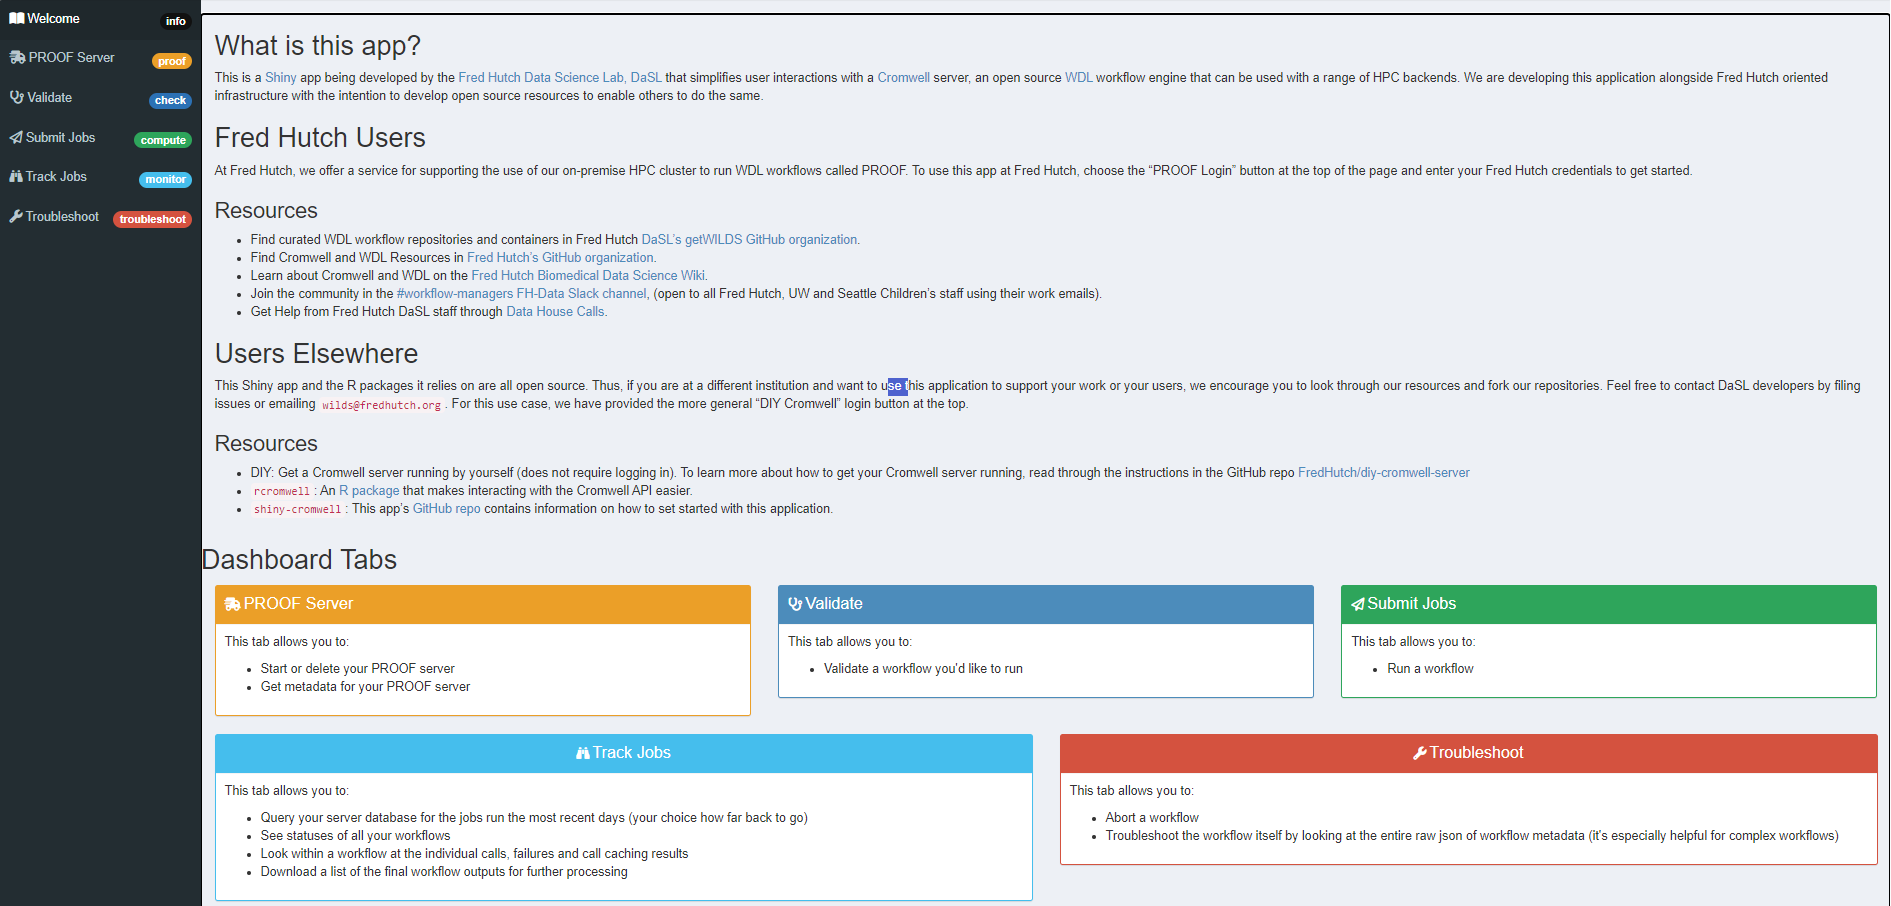 Welcome info
PROOF Server proof
Validate check
Submit Jobs compute
Track Jobs monitor
Troubleshoot troubleshoot
What is this app?
This is a Shiny app being developed by the Fred Hutch Data Science Lab, DaSL that simplifies user interactions with a Cromwell server, an open source WDL workflow engine that can be used with a range of HPC backends. We are developing this application alongside Fred Hutch oriented
infrastructure with the intention to develop open source resources to enable others to do the same.
Fred Hutch Users
At Fred Hutch, we offer a service for supporting the use of our on-premise HPC cluster to run WDL workflows called PROOF. To use this app at Fred Hutch, choose the “PROOF Login” button at the top of the page and enter your Fred Hutch credentials to get started.
Resources
• Find curated WDL workflow repositories and containers in Fred Hutch DaSL’s getWILDS GitHub organization.
• Find Cromwell and WDL Resources in Fred Hutch’s GitHub organization.
• Learn about Cromwell and WDL on the Fred Hutch Biomedical Data Science Wiki.
• Join the community in the #workflow-managers FH-Data Slack channel, (open to all Fred Hutch, UW and Seattle Children’s staff using their work emails).
• Get Help from Fred Hutch DaSL staff through Data House Calls.
Users Elsewhere
This Shiny app and the R packages it relies on are all open source. Thus, if you are at a different institution and want to use this application to support your work or your users, we encourage you to look through our resources and fork our repositories. Feel free to contact DaSL developers by filing
issues or emailing wilds@fredhutch.org . For this use case, we have provided the more general “DIY Cromwell” login button at the top.
Resources
• DIY: Get a Cromwell server running by yourself (does not require logging in). To learn more about how to get your Cromwell server running, read through the instructions in the GitHub repo FredHutch/diy-cromwell-server
• rcromwell : An R package that makes interacting with the Cromwell API easier.
• shiny-cromwell : This app’s GitHub repo contains information on how to set started with this application.
Dashboard Tabs
PROOF Server
This tab allows you to:
• Start or delete your PROOF server
• Get metadata for your PROOF server
Validate
This tab allows you to:
• Validate a workflow you'd like to run
Submit Jobs
This tab allows you to:
• Run a workflow
Track Jobs
This tab allows you to:
• Query your server database for the jobs run the most recent days (your choice how far back to go)
• See statuses of all your workflows
• Look within a workflow at the individual calls, failures and call caching results
• Download a list of the final workflow outputs for further processing
Troubleshoot
This tab allows you to:
• Abort a workflow
• Troubleshoot the workflow itself by looking at the entire raw json of workflow metadata (it's especially helpful for complex workflows)